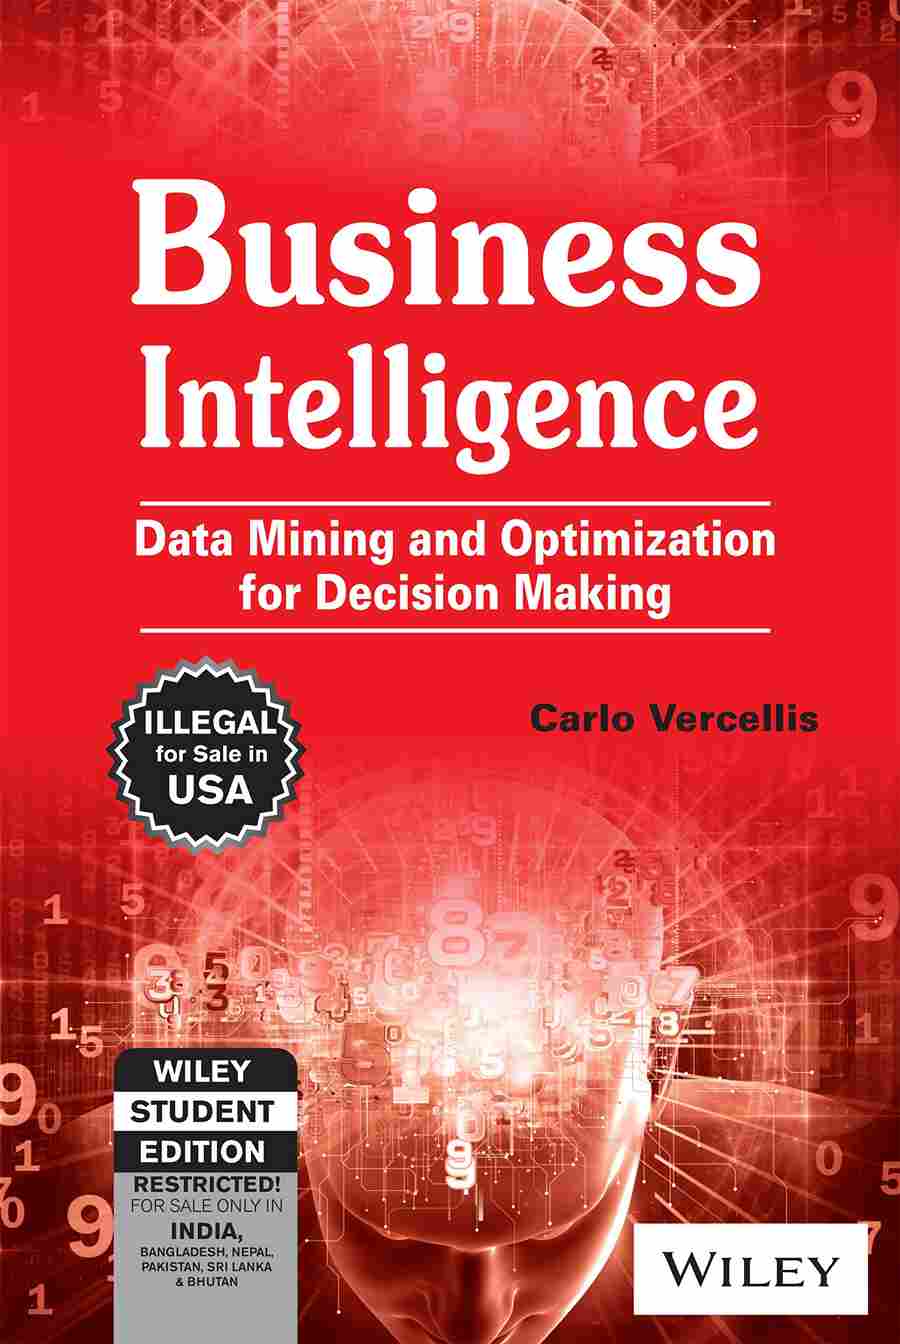 Business
Intelligence
Data Mining and Optimization
for Decision Making
Carlo Vercellis
ILLEGAL
for Sale in
USA
WILEY
STUDENT
EDITION
RESTRICTED!
FOR SALE ONLY IN
INDIA,
BANGLADESH, NEPAL,
PAKISTAN, SRI LANKA
& BHUTAN
WILEY